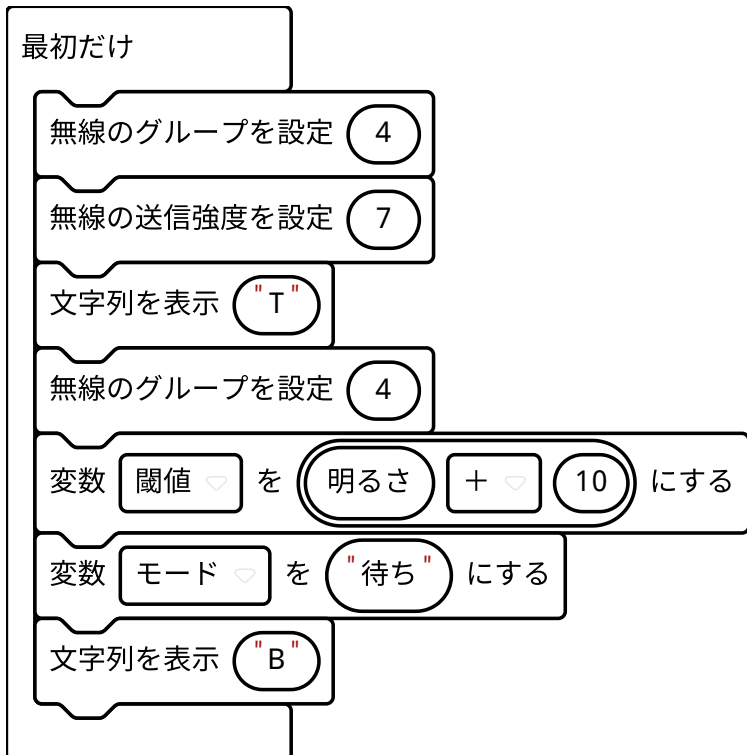 最初だけ
無線のグループを設定 4
無線の送信強度を設定 7
文字列を表示 "T"
無線のグループを設定 4
変数 閾値 を 明るさ + 10 にする
変数 モード を "待ち" にする
文字列を表示 "B"